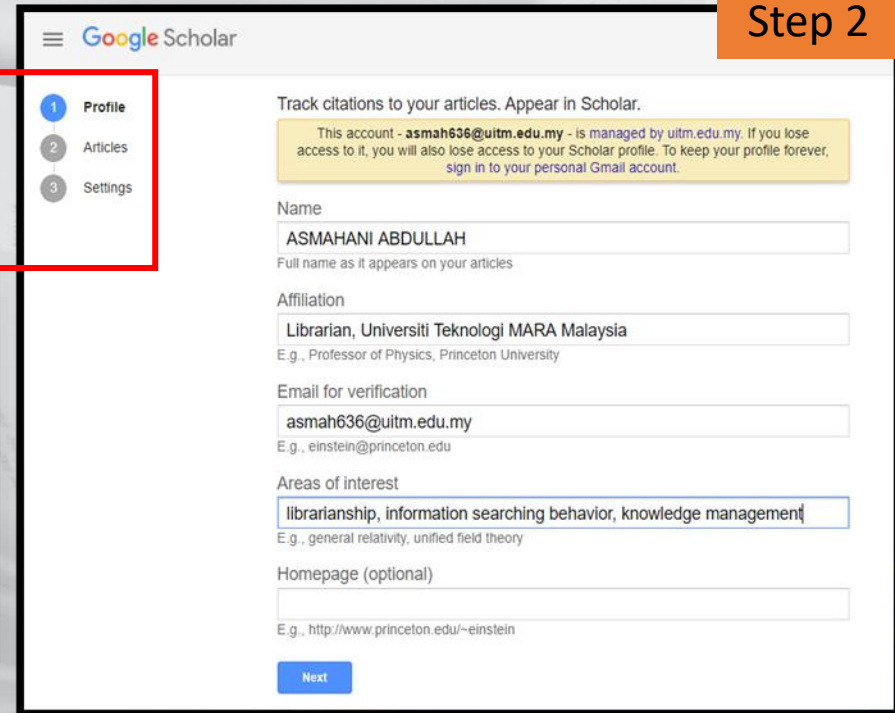 Step 2
Google Scholar
1 Profile
2 Articles
3 Settings
Track citations to your articles. Appear in Scholar.
This account - asmah636@uitm.edu.my - is managed by uitm.edu.my. If you lose
access to it, you will also lose access to your Scholar profile. To keep your profile forever,
sign in to your personal Gmail account.
Name
ASMAHANI ABDULLAH
Full name as it appears on your articles
Affiliation
Librarian, Universiti Teknologi MARA Malaysia
E.g., Professor of Physics, Princeton University
Email for verification
asmah636@uitm.edu.my
E.g., einstein@princeton.edu
Areas of interest
librarianship, information searching behavior, knowledge management
E.g., general relativity, unified field theory
Homepage (optional)
E.g., http://www.princeton.edu/~einstein
Next